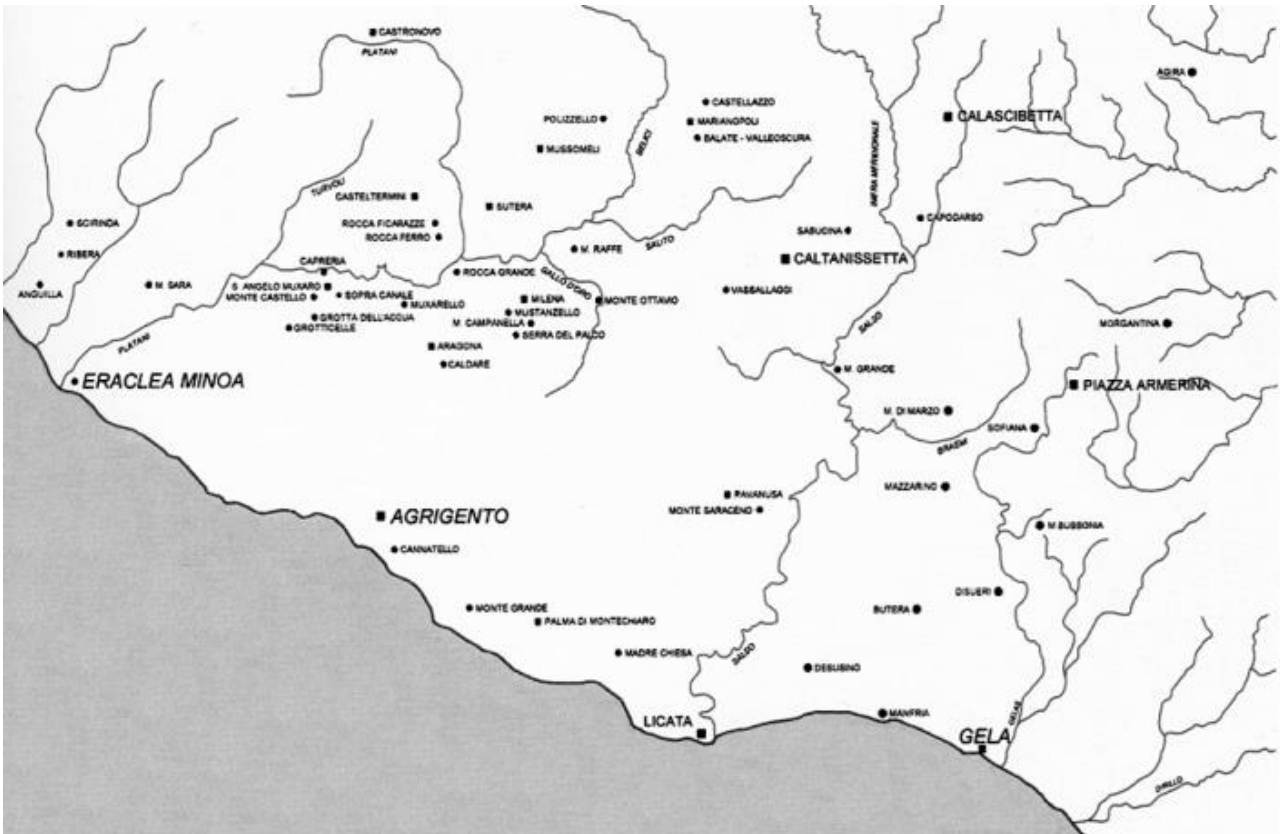 CASTRONOVO
PLATANI
AGIRA
CASTELLAZZO
POLIZZELLO
MARIANOPOLI
CALASCIBETTA
BALATE - VALLEOSCURA
BELICI
MUSSOMELI
IMERA MERIDIONALE
TURVOLI
CASTELTERMINI
SUTERA
SCIRINDA
ROCCA FICARAZZE
CAPODARSO
ROCCA FERRO
SABUCINA
SALITO
M. RAFFE
RIBERA
CALTANISSETTA
CAPRERIA
ROCCA GRANDE
GALLO D'ORO
ANGUILLA
M. SARA
S. ANGELO MUXARO
VASSALLAGGI
MONTE CASTELLO
SOPRA CANALE
MILENA
MONTE OTTAVIO
MUXARELLO
MUSTANZELLO
GROTTA DELL'ACQUA
M. CAMPANELLA
SALSO
MORGANTINA
GROTTICELLE
SERRA DEL PALCO
PLATANI
ARAGONA
CALDARE
M. GRANDE
ERACLEA MINOA
PIAZZA ARMERINA
M. DI MARZO
SOFIANA
BRAEMI
MAZZARINO
RAVANUSA
MONTE SARACENO
AGRIGENTO
M. BUBBONIA
CANNATELLO
DISUERI
MONTE GRANDE
BUTERA
PALMA DI MONTECHIARO
MADRE CHIESA
SALSO
DESUSINO
MANFRIA
GELAS
LICATA
GELA
DIRILLO